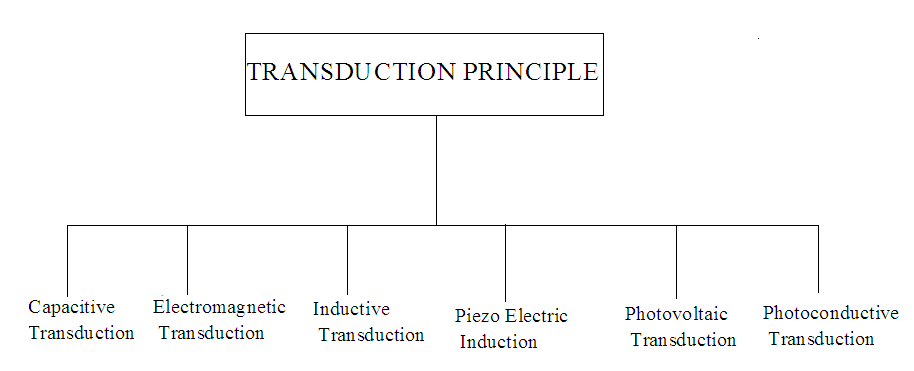 TRANSDUCTION PRINCIPLE
Capacitive
Transduction
Electromagnetic
Transduction
Inductive
Transduction
Piezo Electric
Induction
Photovoltaic
Transduction
Photoconductive
Transduction